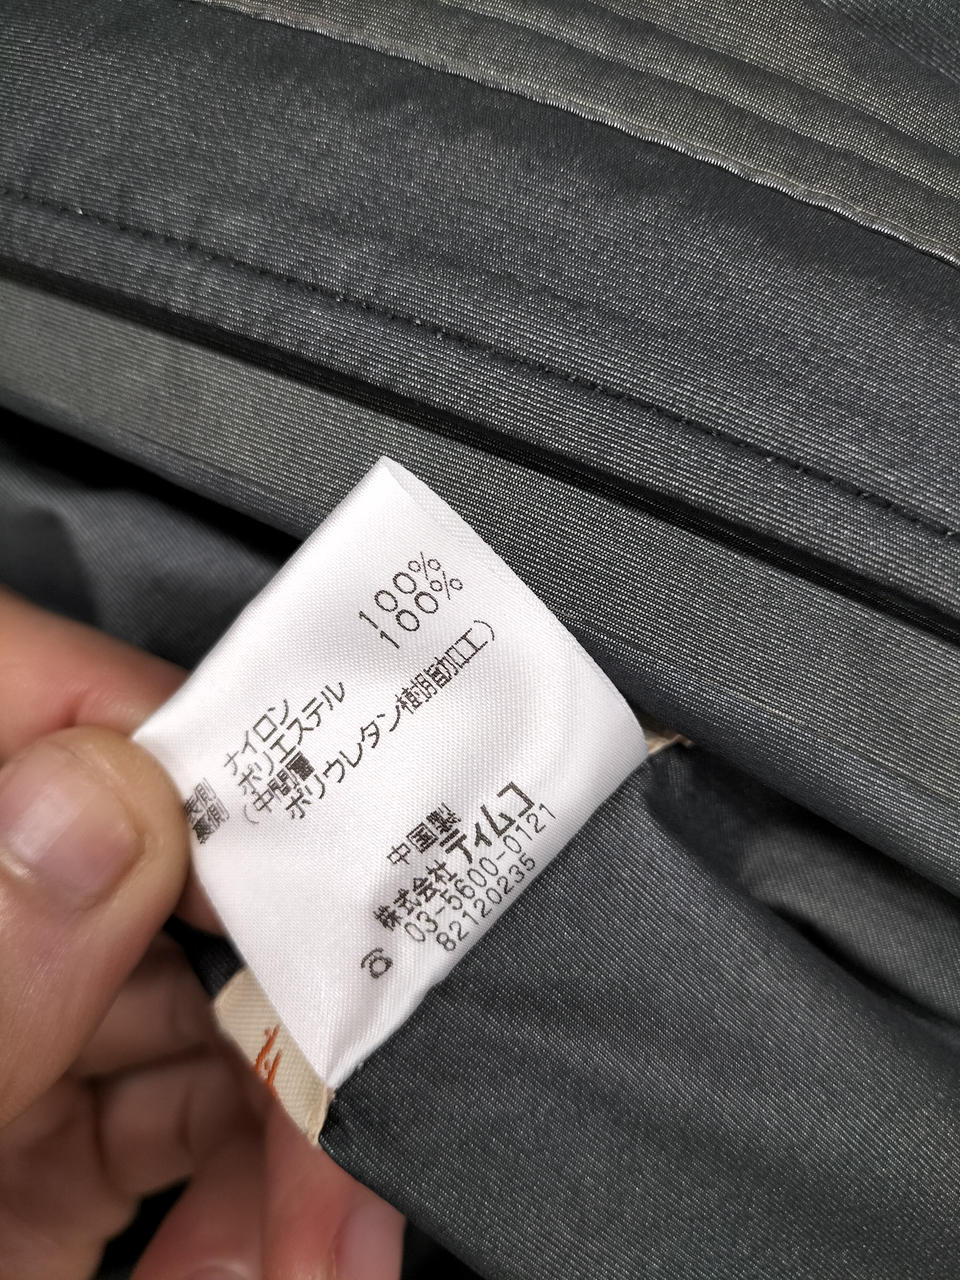 表側 ナイロン 100%
裏側 ポリエステル 100%
(中間層
ポリウレタン樹脂加工)
中国製
株式会社 ティムコ
☎ 03-5600-0121
82120235